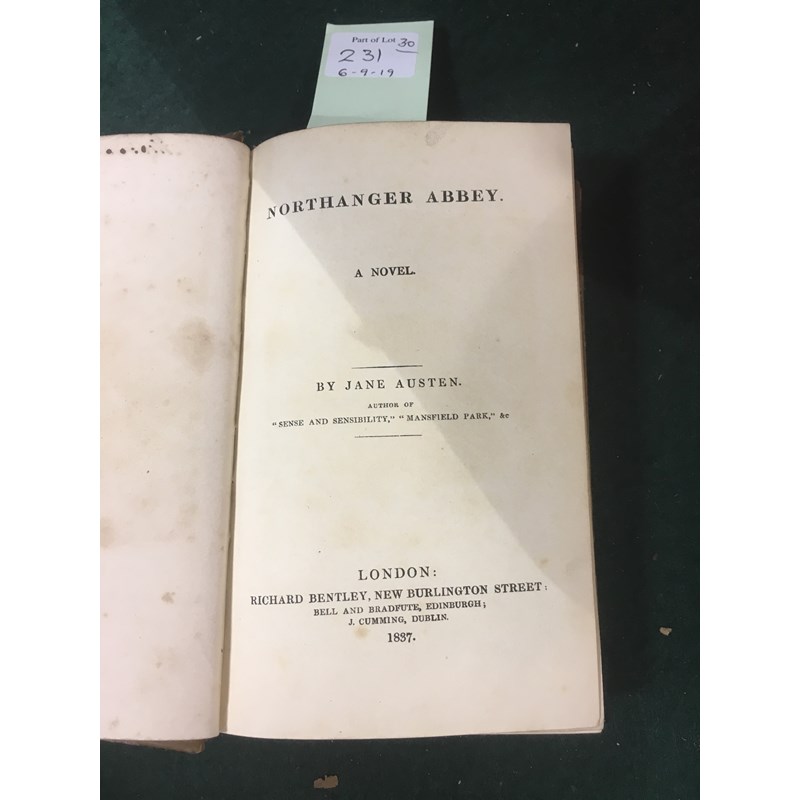 Part of Lot 30
231
6-9-19
NORTHANGER ABBEY.
A NOVEL.
BY JANE AUSTEN.
AUTHOR OF
"SENSE AND SENSIBILITY," "MANSFIELD PARK," &c
LONDON:
RICHARD BENTLEY, NEW BURLINGTON STREET:
BELL AND BRADFUTE, EDINBURGH;
J. CUMMING, DUBLIN.
1837.